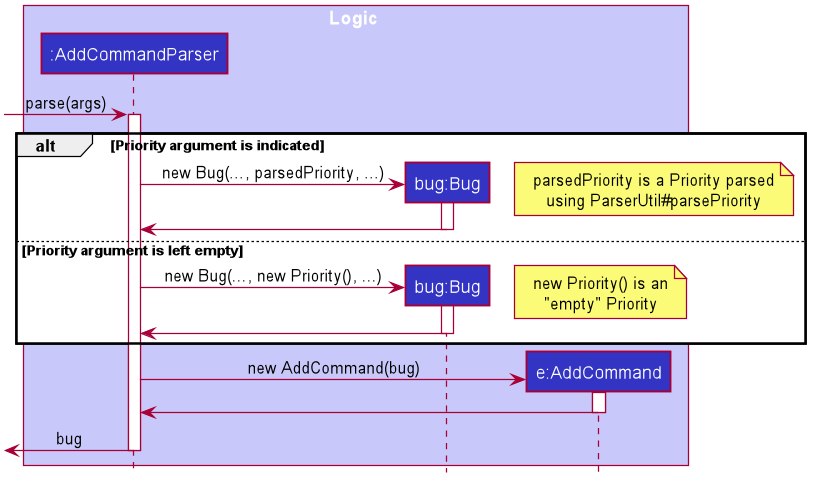 Logic
:AddCommandParser
parse(args)
alt
[Priority argument is indicated]
new Bug(..., parsedPriority, ...)
bug:Bug
parsedPriority is a Priority parsed
using ParserUtil#parsePriority
[Priority argument is left empty]
new Bug(..., new Priority(), ...)
bug:Bug
new Priority() is an
"empty" Priority
new AddCommand(bug)
e:AddCommand
bug